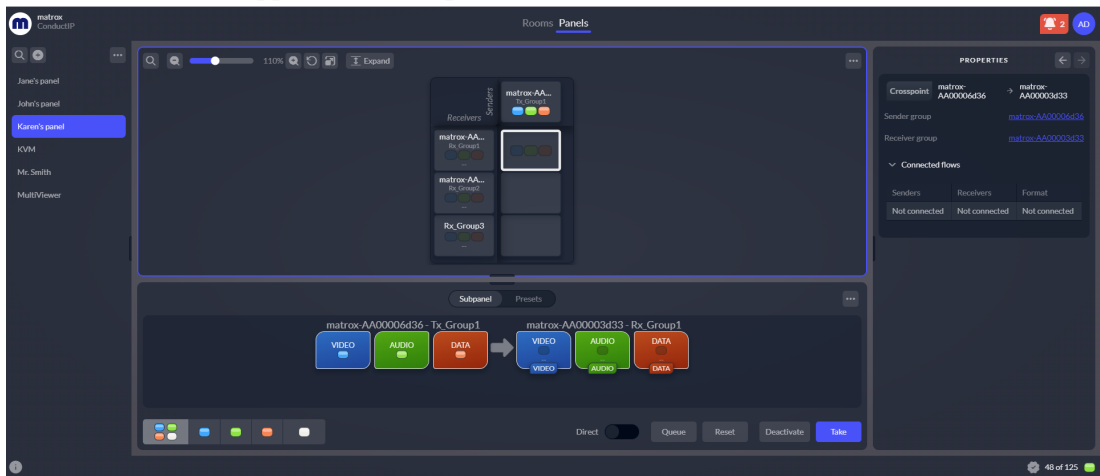 matrox
ConductIP
Rooms Panels
2
AD
Jane's panel
John's panel
Karen's panel
KVM
Mr. Smith
MultiViewer
110%
Expand
Senders
Receivers
matrox-AA...
Tx_Group1
matrox-AA...
Rx_Group1
...
matrox-AA...
Rx_Group2
...
Rx_Group3
...
PROPERTIES
Crosspoint matrox-AA00006d36 → matrox-AA00003d33
Sender group matrox-AA00006d36
Receiver group matrox-AA00003d33
Connected flows
Senders Receivers Format
Not connected Not connected Not connected
Subpanel Presets
matrox-AA00006d36 - Tx_Group1 matrox-AA00003d33 - Rx_Group1
VIDEO AUDIO DATA VIDEO AUDIO DATA
... ... ...
VIDEO AUDIO DATA
Direct Queue Reset Deactivate Take
48 of 125